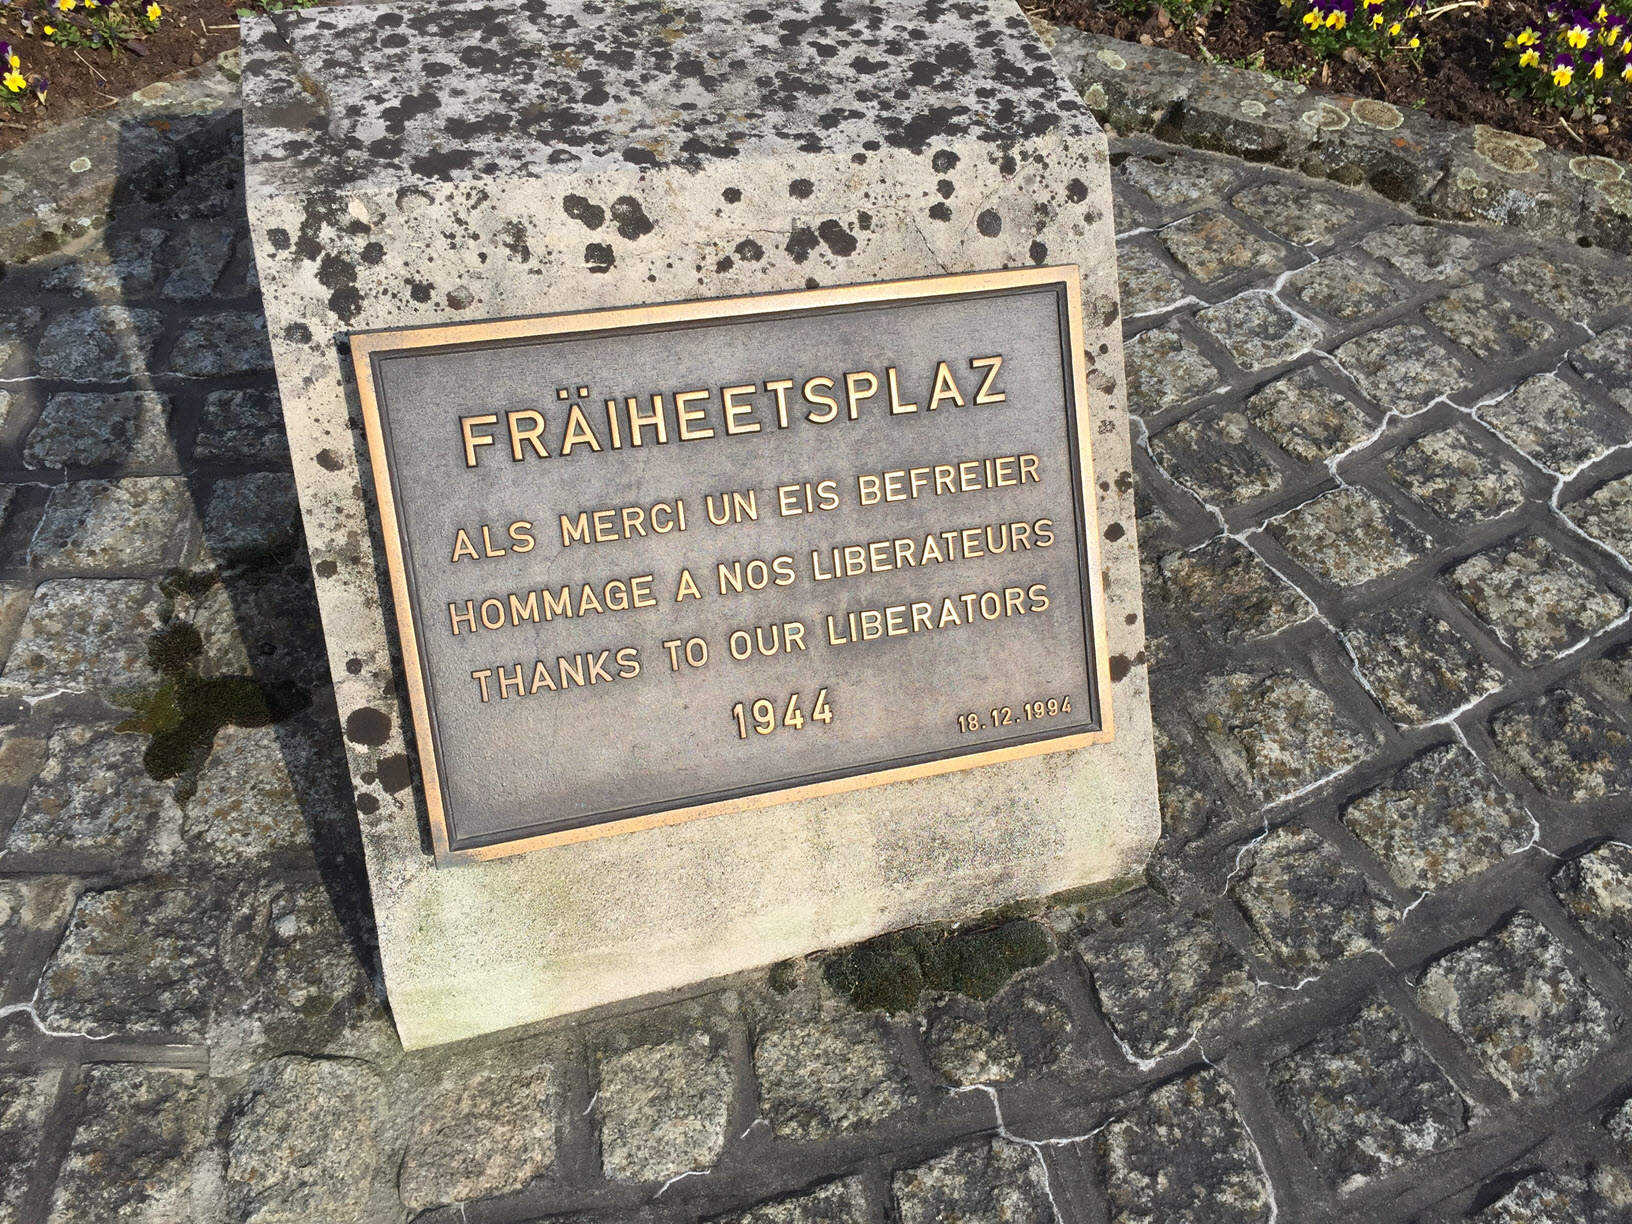 FRÄIHEETSPLAZ
ALS MERCI UN EIS BEFREIER
HOMMAGE A NOS LIBERATEURS
THANKS TO OUR LIBERATORS
1944
18.12.1994